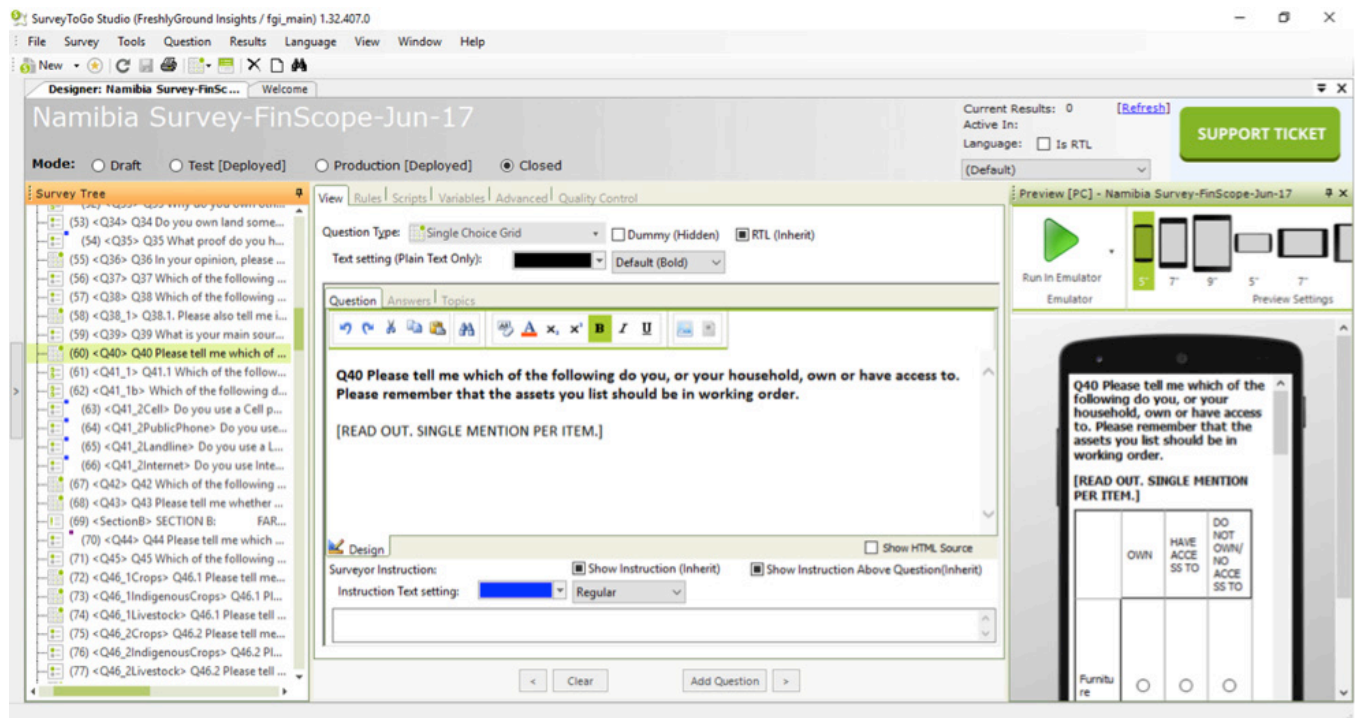 SurveyToGo Studio (FreshlyGround Insights / fgi_main) 1.32.407.0
File Survey Tools Question Results Language View Window Help
New
Designer: Namibia Survey-FinSc... Welcome
Namibia Survey-FinScope-Jun-17
Current Results: 0 [Refresh]
Active In:
Language: Is RTL
(Default)
SUPPORT TICKET
Mode: Draft Test [Deployed] Production [Deployed] Closed
Survey Tree
(53) <Q34> Q34 Do you own land some...
(54) <Q35> Q35 What proof do you h...
(55) <Q36> Q36 In your opinion, please ...
(56) <Q37> Q37 Which of the following ...
(57) <Q38> Q38 Which of the following ...
(58) <Q38_1> Q38.1. Please also tell me i...
(59) <Q39> Q39 What is your main sour...
(60) <Q40> Q40 Please tell me which of ...
(61) <Q41_1> Q41.1 Which of the follow...
(62) <Q41_1b> Which of the following d...
(63) <Q41_2Cell> Do you use a Cell p...
(64) <Q41_2PublicPhone> Do you use...
(65) <Q41_2Landline> Do you use a L...
(66) <Q41_2Internet> Do you use Inte...
(67) <Q42> Q42 Which of the following ...
(68) <Q43> Q43 Please tell me whether ...
(69) <SectionB> SECTION B: FAR...
(70) <Q44> Q44 Please tell me which ...
(71) <Q45> Q45 Which of the following ...
(72) <Q46_1Crops> Q46.1 Please tell me...
(73) <Q46_1IndigenousCrops> Q46.1 Pl...
(74) <Q46_1Livestock> Q46.1 Please tell ...
(75) <Q46_2Crops> Q46.2 Please tell me...
(76) <Q46_2IndigenousCrops> Q46.2 Pl...
(77) <Q46_2Livestock> Q46.2 Please tell ...
View Rules Scripts Variables Advanced Quality Control
Question Type: Single Choice Grid Dummy (Hidden) RTL (Inherit)
Text setting (Plain Text Only): Default (Bold)
Question Answers Topics
A x, x² B I U
Q40 Please tell me which of the following do you, or your household, own or have access to.
Please remember that the assets you list should be in working order.
[READ OUT. SINGLE MENTION PER ITEM.]
Design Show HTML Source
Surveyor Instruction: Show Instruction (Inherit) Show Instruction Above Question(Inherit)
Instruction Text setting: Regular
< Clear Add Question >
Preview [PC] - Namibia Survey-FinScope-Jun-17
Run In Emulator
5" 7" 9" 5" 7"
Emulator Preview Settings
Q40 Please tell me which of the
following do you, or your
household, own or have access
to. Please remember that the
assets you list should be in
working order.
[READ OUT. SINGLE MENTION
PER ITEM.]
OWN
HAVE
ACCE
SS TO
DO
NOT
OWN/
NO
ACCE
SS TO
Furnitu
re